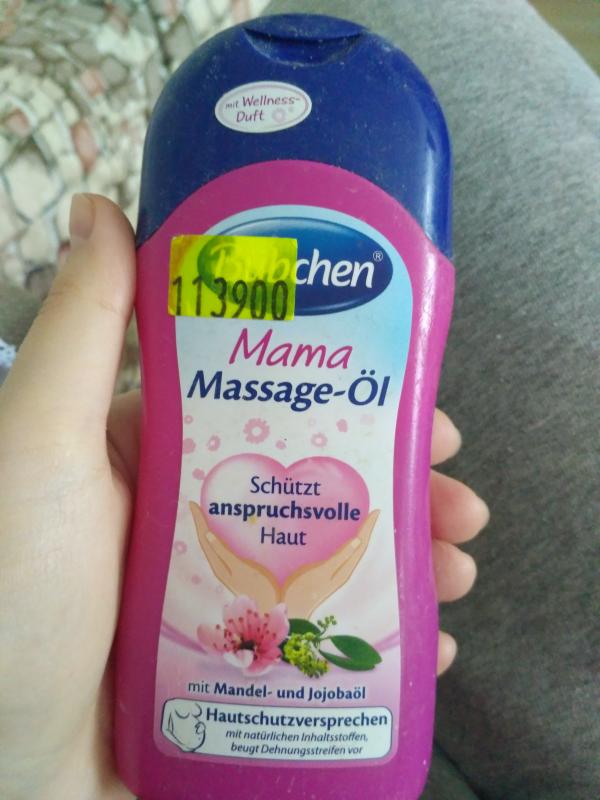 mit Wellness-
Duft
Bübchen®
113900
Mama
Massage-Öl
Schützt
anspruchsvolle
Haut
mit Mandel- und Jojobaöl
Hautschutzversprechen
mit natürlichen Inhaltsstoffen,
beugt Dehnungsstreifen vor